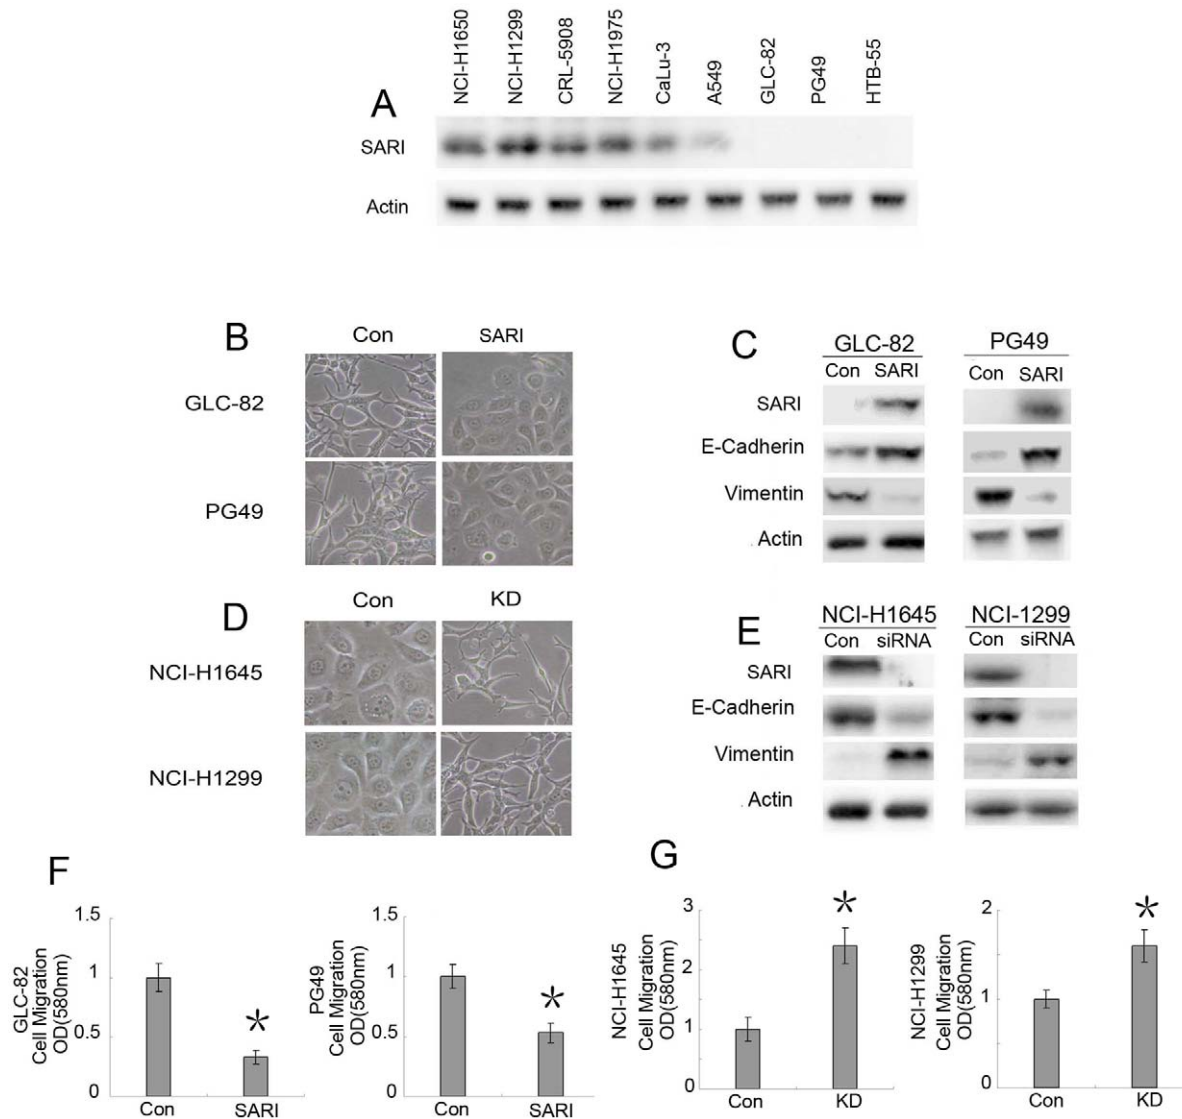 NCI-H1650
NCI-H1299
CRL-5908
NCI-H1975
CaLu-3
A549
GLC-82
PG49
HTB-55
A
SARI
Actin
B
Con
SARI
GLC-82
PG49
C
GLC-82
PG49
Con SARI
Con SARI
SARI
E-Cadherin
Vimentin
Actin
D
Con
KD
NCI-H1645
NCI-H1299
E
NCI-H1645
NCI-1299
Con siRNA
Con siRNA
SARI
E-Cadherin
Vimentin
Actin
F
GLC-82
Cell Migration
OD(580nm)
1.5
1
0.5
0
*
Con
SARI
PG49
Cell Migration
OD(580nm)
1.5
1
0.5
0
*
Con
SARI
G
NCI-H1645
Cell Migration
OD(580nm)
3
2
1
0
*
Con
KD
NCI-H1299
Cell Migration
OD(580nm)
2
1
0
*
Con
KD